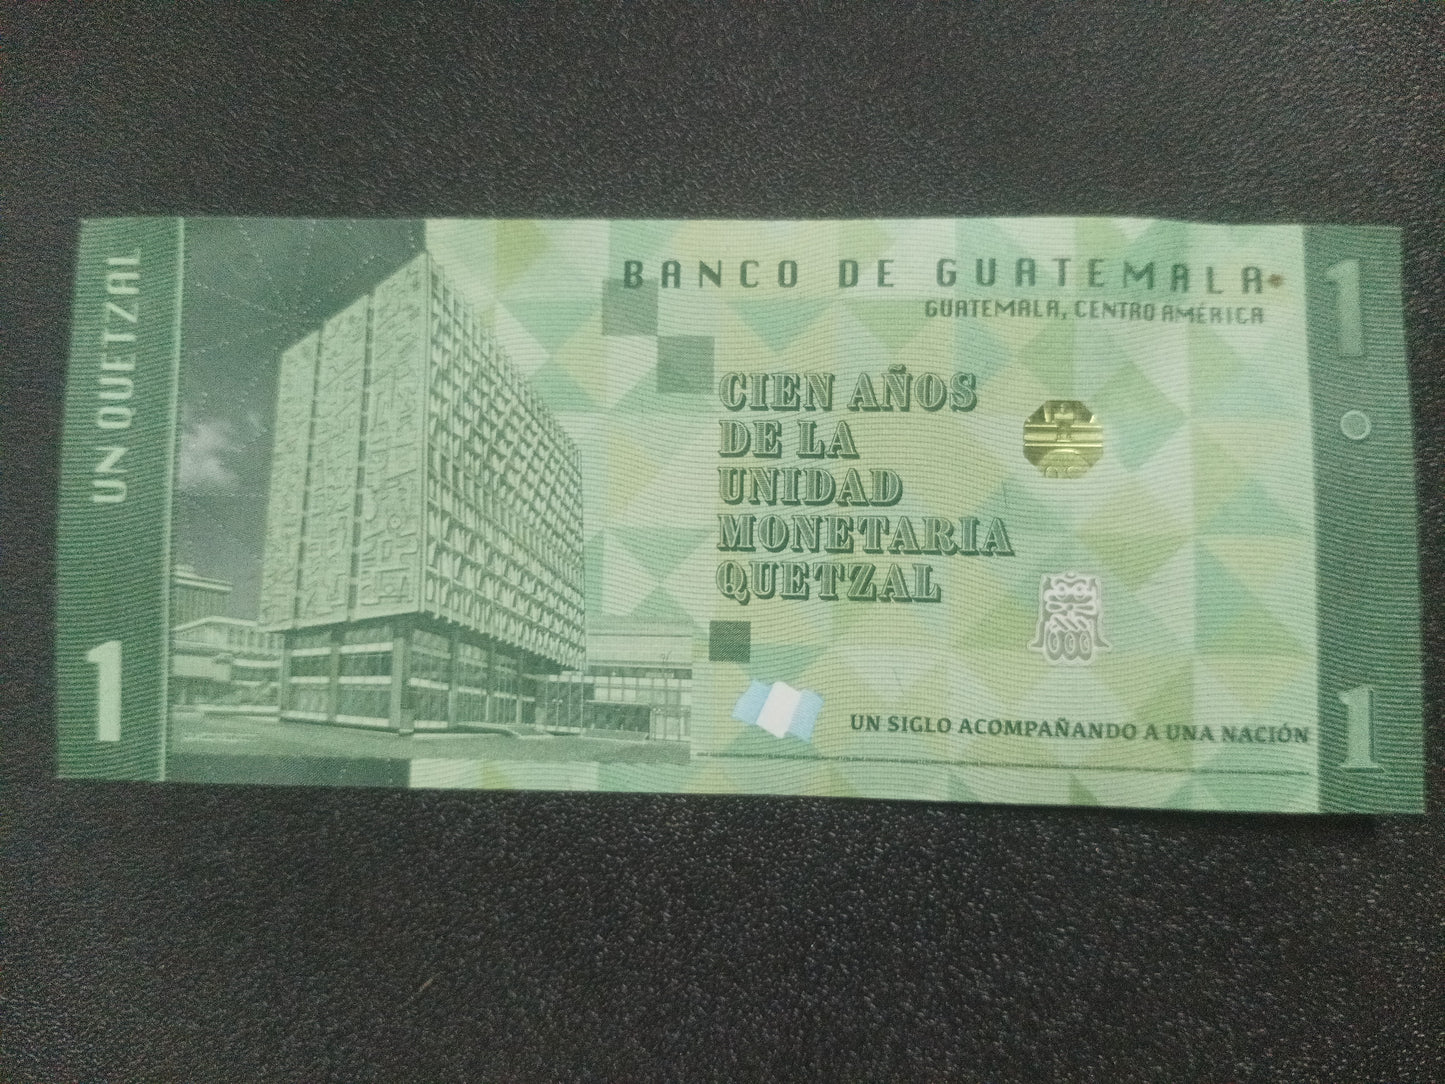 UN QUETZAL
1
BANCO DE GUATEMALA
GUATEMALA, CENTRO AMÉRICA
CIEN AÑOS
DE LA
UNIDAD
MONETARIA
QUETZAL
UN SIGLO ACOMPAÑANDO A UNA NACIÓN
1
1